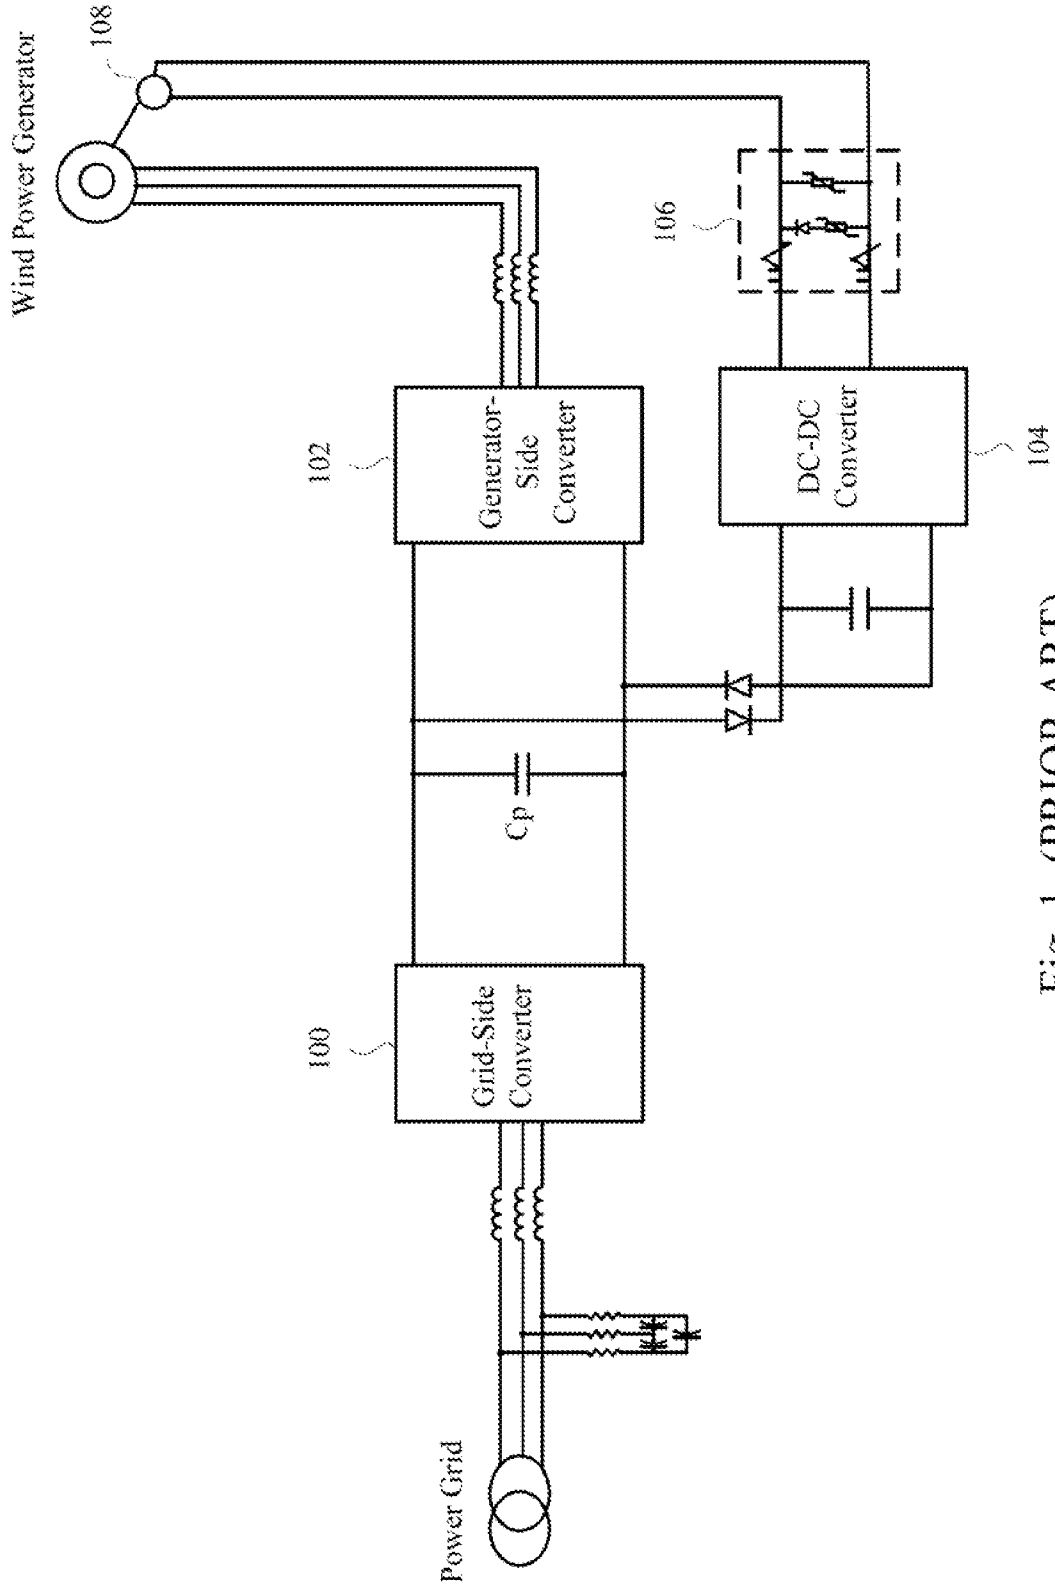 Wind Power Generator
108
106
102
Generator-
Side
Converter
DC-DC
Converter
104
Cp
100
Grid-Side
Converter
Power Grid
Fig. 1 (PRIOR ART)